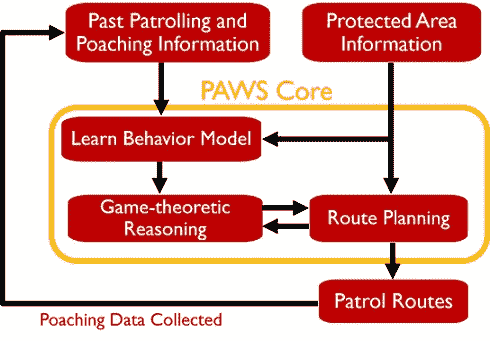 Past Patrolling and
Poaching Information
Protected Area
Information
PAWS Core
Learn Behavior Model
Game-theoretic
Reasoning
Route Planning
Patrol Routes
Poaching Data Collected